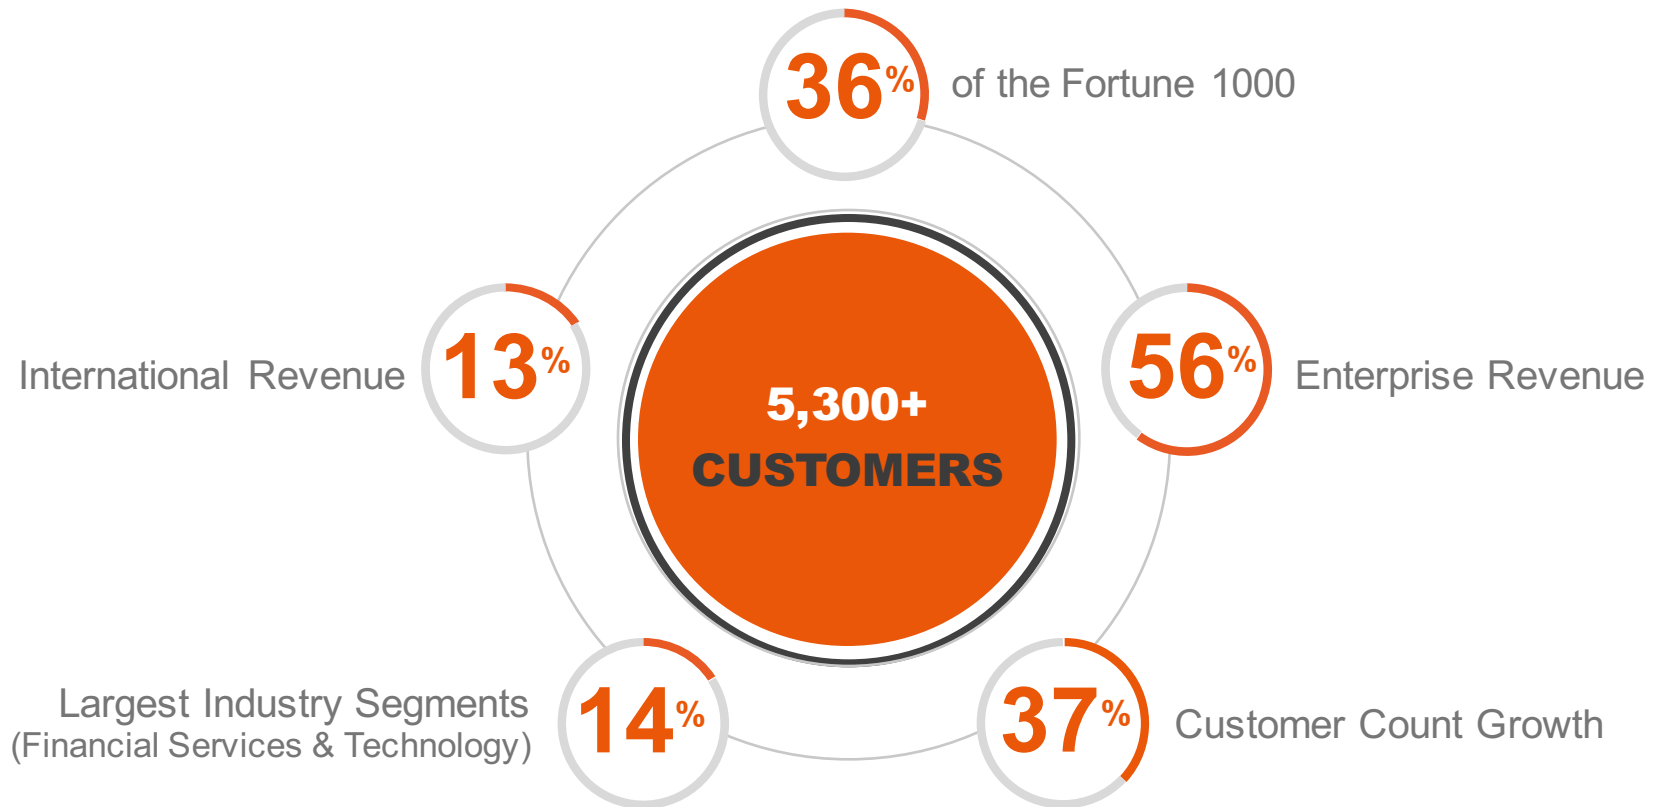 36% of the Fortune 1000
13%
International Revenue
56%
Enterprise Revenue
5,300+
CUSTOMERS
14%
Largest Industry Segments
(Financial Services & Technology)
37%
Customer Count Growth